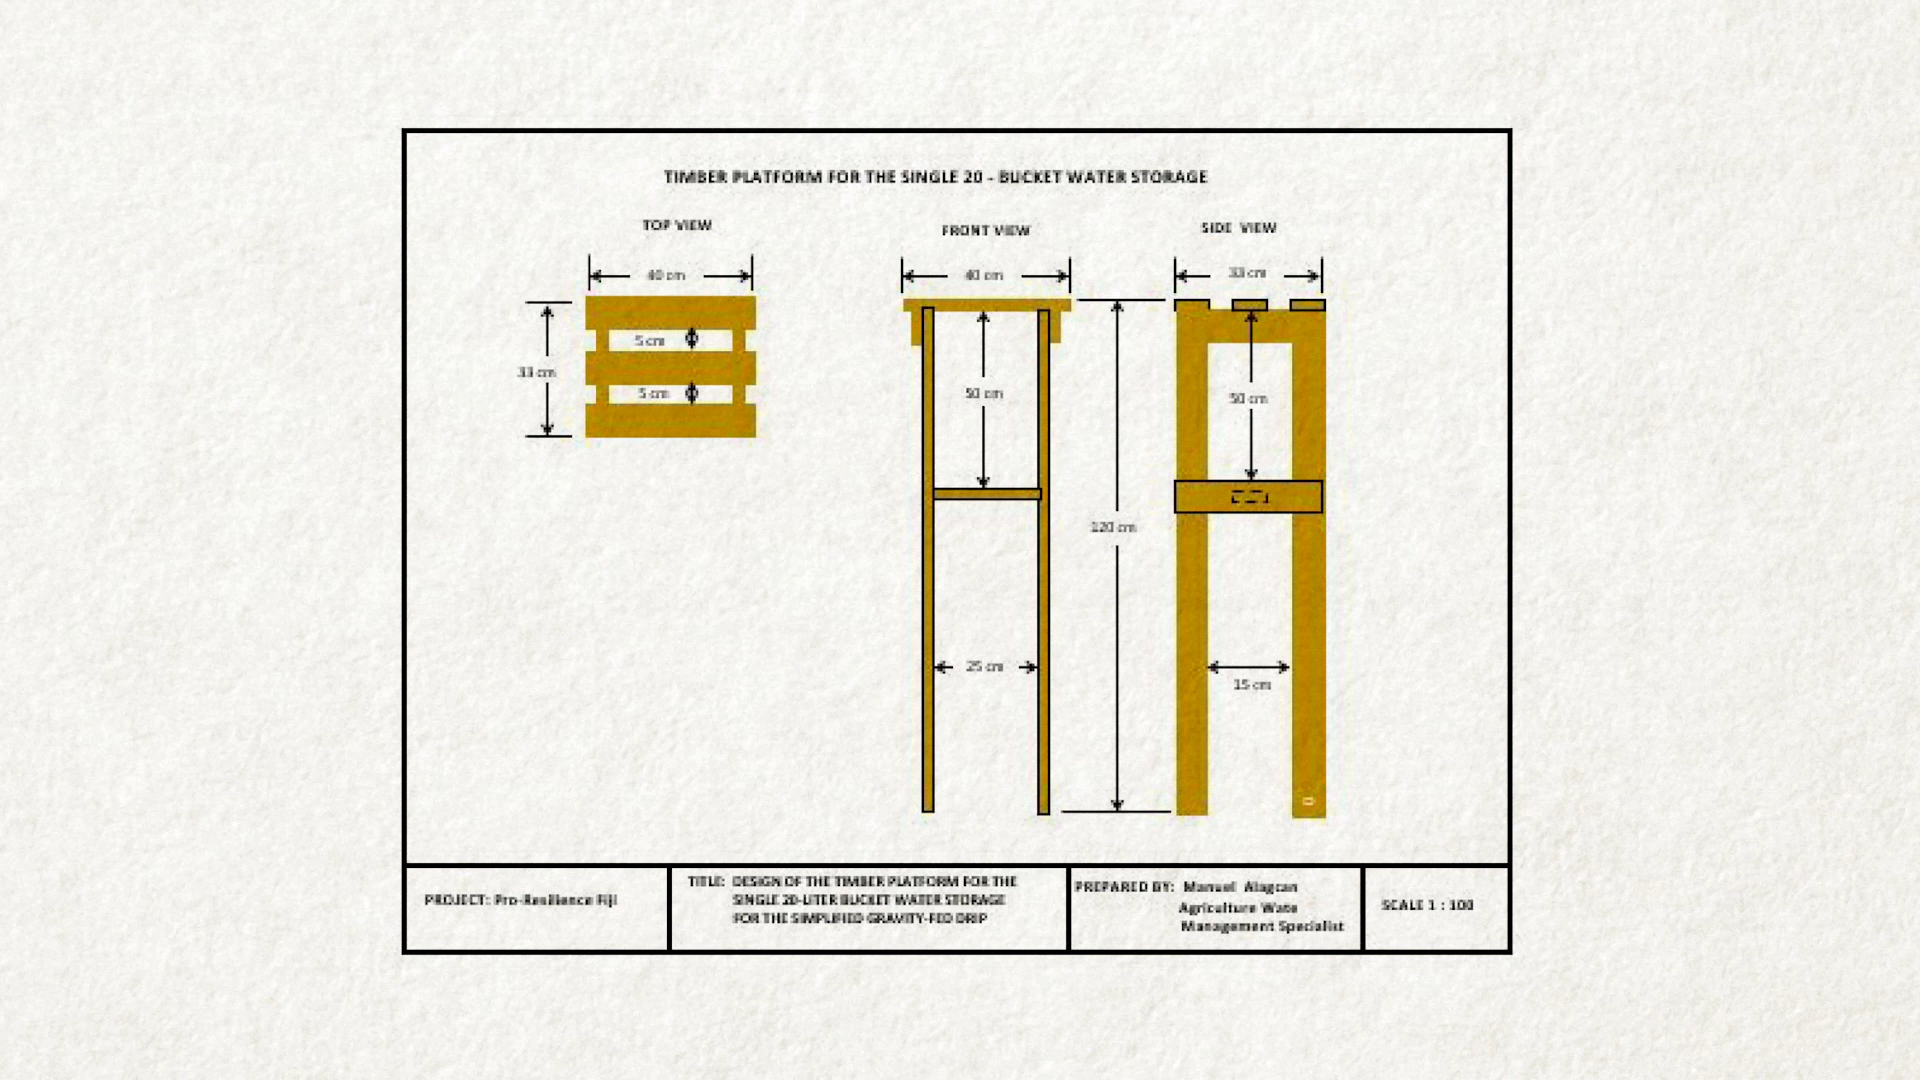 TIMBER PLATFORM FOR THE SINGLE 20 - BUCKET WATER STORAGE
TOP VIEW
FRONT VIEW
SIDE VIEW
40 cm
40 cm
33 cm
5 cm
33 cm
5 cm
50 cm
50 cm
120 cm
25 cm
15 cm
PROJECT: Pro-Resilience Fiji
TITLE: DESIGN OF THE TIMBER PLATFORM FOR THE
SINGLE 20-LITER BUCKET WATER STORAGE
FOR THE SIMPLIFIED GRAVITY-FED DRIP
PREPARED BY: Manuel Alagcan
Agriculture Wate
Management Specialist
SCALE 1 : 100